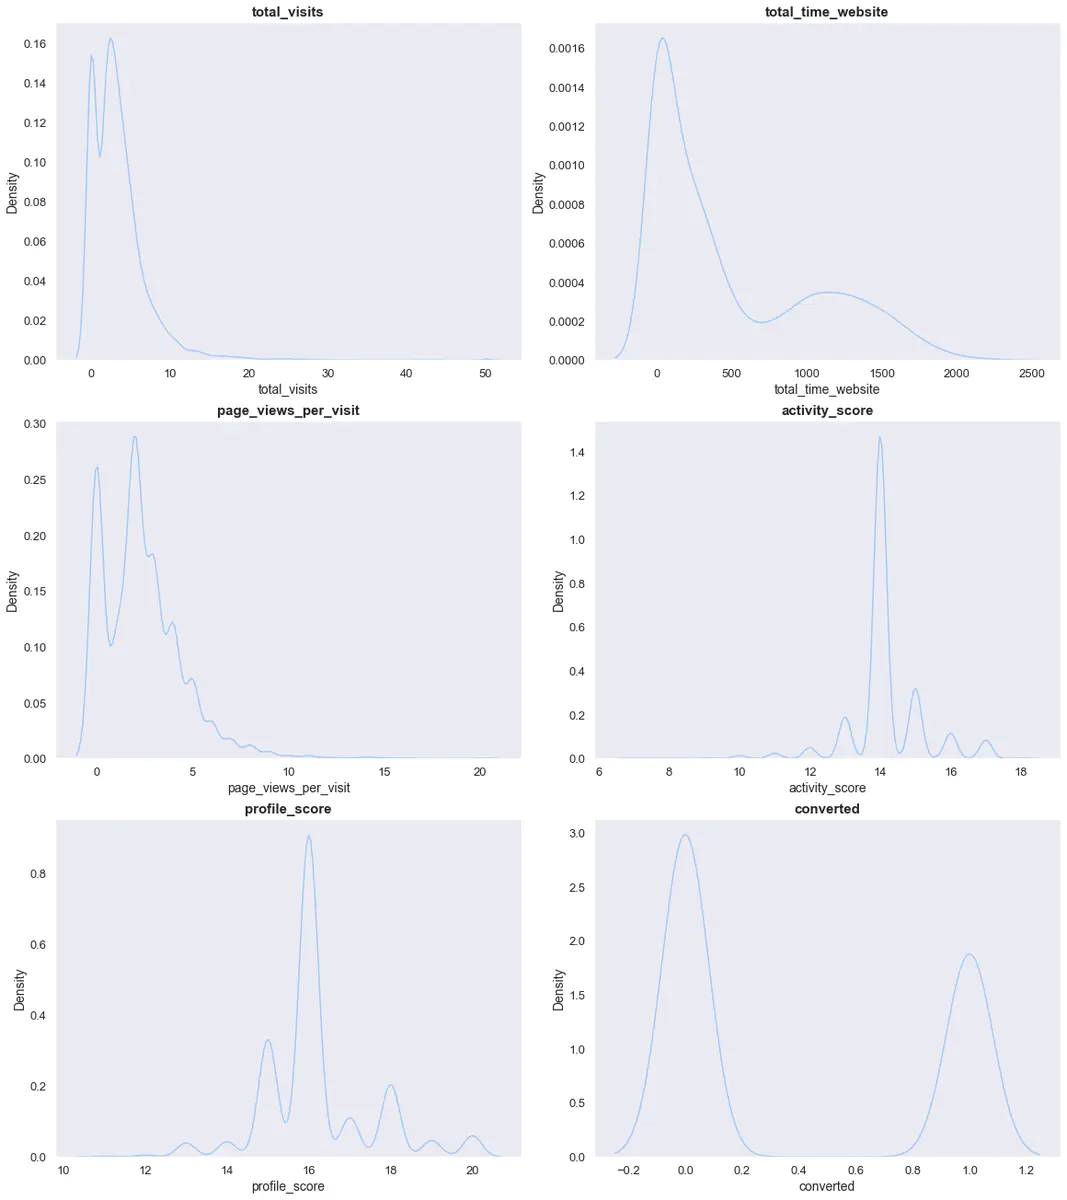 total_visits
0.16
0.14
0.12
0.10
0.08
0.06
0.04
0.02
0.00
Density
0 10 20 30 40 50
total_visits
total_time_website
0.0016
0.0014
0.0012
0.0010
0.0008
0.0006
0.0004
0.0002
0.0000
Density
0 500 1000 1500 2000 2500
total_time_website
page_views_per_visit
0.30
0.25
0.20
0.15
0.10
0.05
0.00
Density
0 5 10 15 20
page_views_per_visit
activity_score
1.4
1.2
1.0
0.8
0.6
0.4
0.2
0.0
Density
6 8 10 12 14 16 18
activity_score
profile_score
0.8
0.6
0.4
0.2
0.0
Density
10 12 14 16 18 20
profile_score
converted
3.0
2.5
2.0
1.5
1.0
0.5
0.0
Density
−0.2 0.0 0.2 0.4 0.6 0.8 1.0 1.2
converted